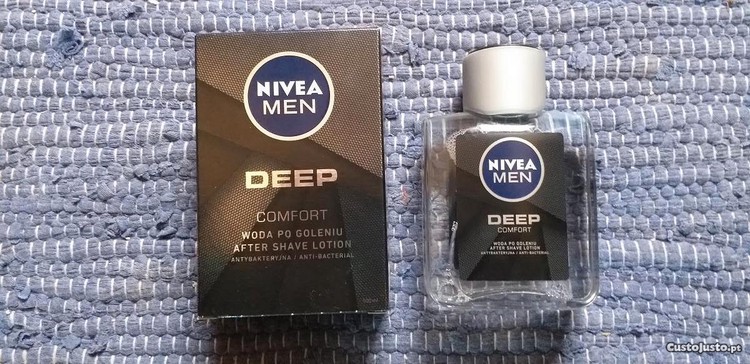 NIVEA
MEN
DEEP
COMFORT
WODA PO GOLENIU
AFTER SHAVE LOTION
ANTYBAKTERYJNA / ANTI-BACTERIAL
100ml
NIVEA
MEN
DEEP
COMFORT
WODA PO GOLENIU
AFTER SHAVE LOTION
ANTYBAKTERYJNA / ANTI-BACTERIAL
CustoJusto.pt